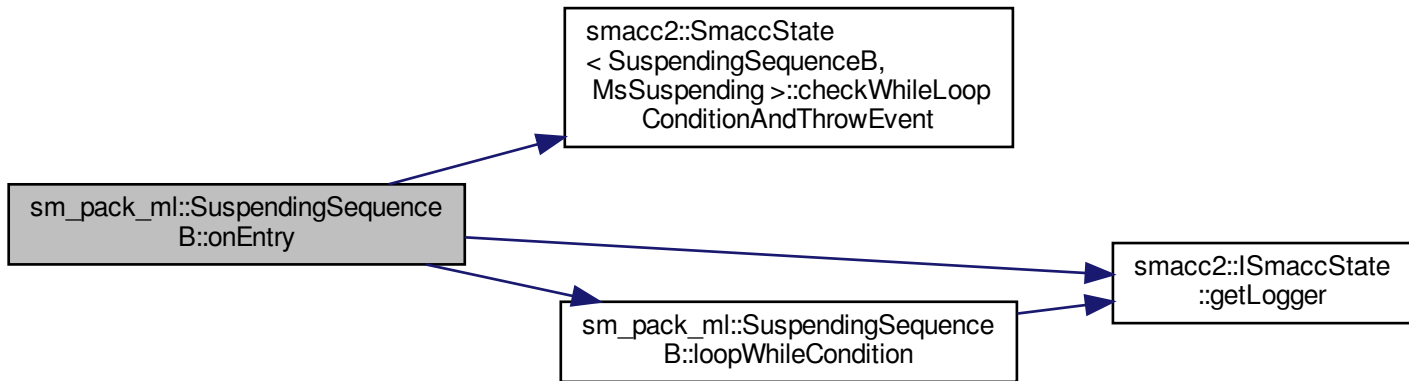 smacc2::SmaccState
< SuspendingSequenceB,
MsSuspending >::checkWhileLoop
ConditionAndThrowEvent
sm_pack_ml::SuspendingSequence
B::onEntry
smacc2::ISmaccState
::getLogger
sm_pack_ml::SuspendingSequence
B::loopWhileCondition